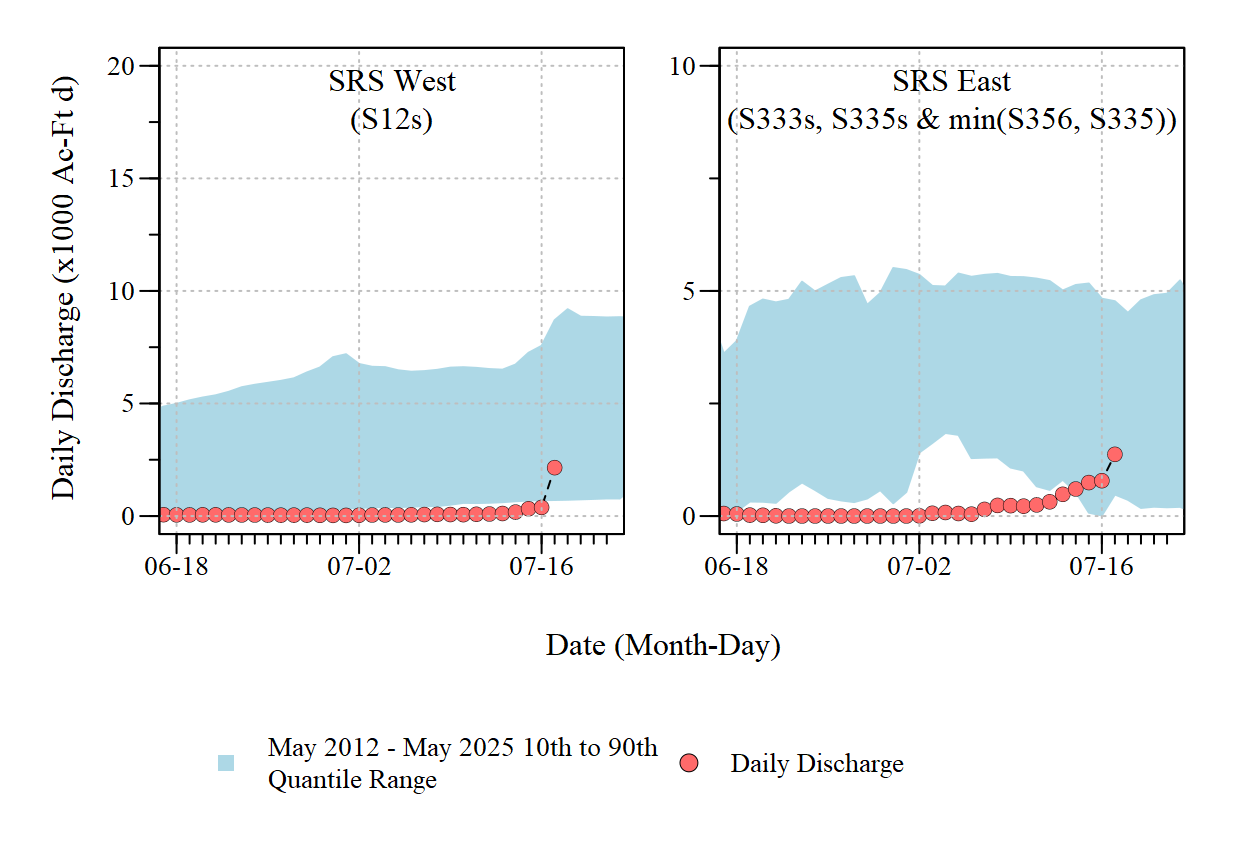 SRS West
(S12s)
20
15
10
5
0
06-18
07-02
07-16
Daily Discharge (x1000 Ac-Ft d)
SRS East
(S333s, S335s & min(S356, S335))
10
5
0
06-18
07-02
07-16
Date (Month-Day)
May 2012 - May 2025 10th to 90th
Quantile Range
Daily Discharge